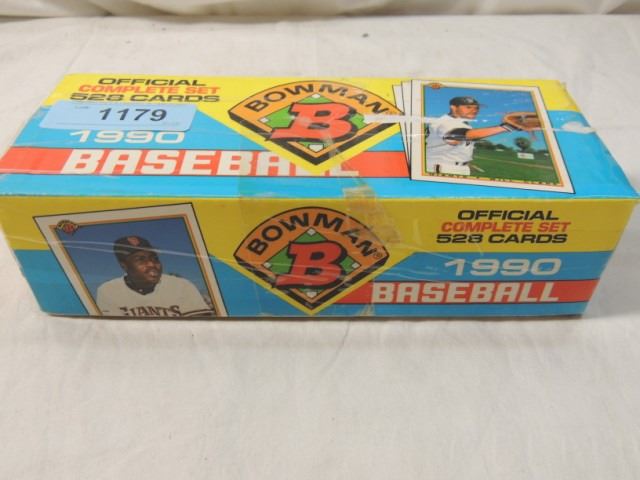 OFFICIAL
COMPLETE SET
528 CARDS
1179
1990
BASEBALL
BOWMAN
B
OFFICIAL
COMPLETE SET
528 CARDS
BOWMAN®
B
1990
BASEBALL
GIANTS